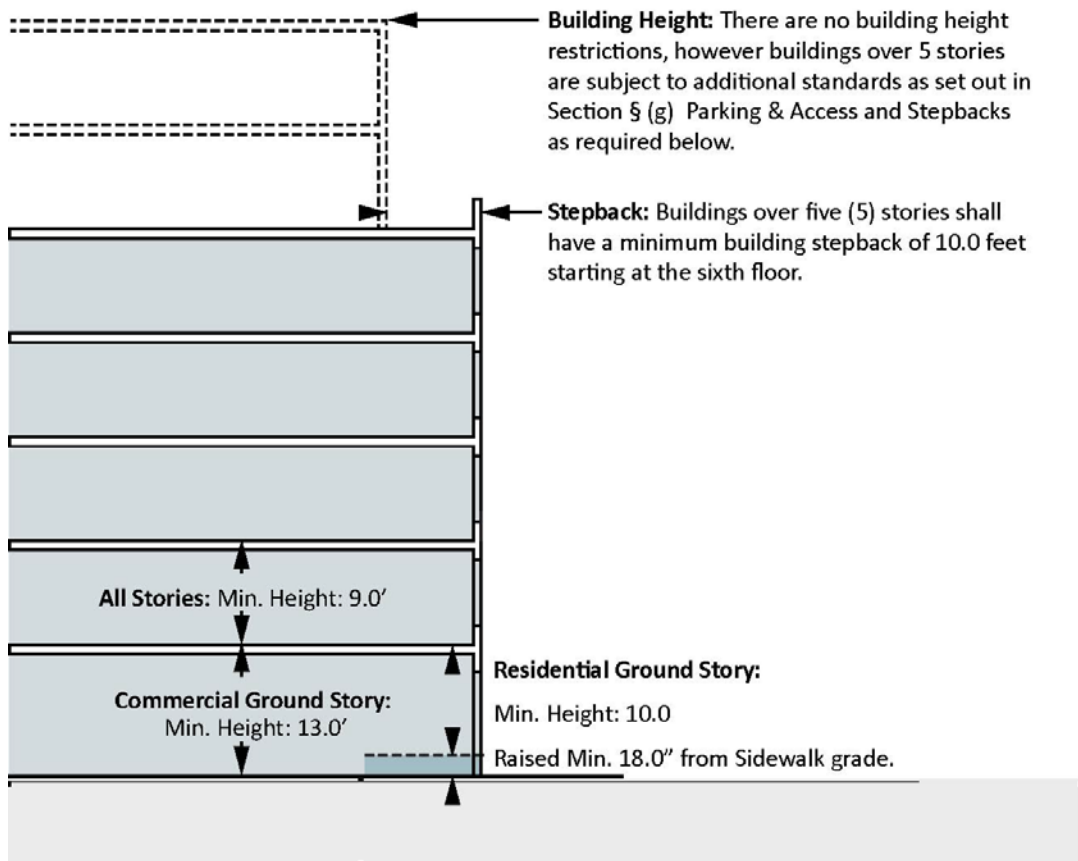 Building Height: There are no building height
restrictions, however buildings over 5 stories
are subject to additional standards as set out in
Section § (g)  Parking & Access and Stepbacks
as required below.
Stepback: Buildings over five (5) stories shall
have a minimum building stepback of 10.0 feet
starting at the sixth floor.
All Stories: Min. Height: 9.0′
Commercial Ground Story:
Min. Height: 13.0′
Residential Ground Story:
Min. Height: 10.0
Raised Min. 18.0” from Sidewalk grade.